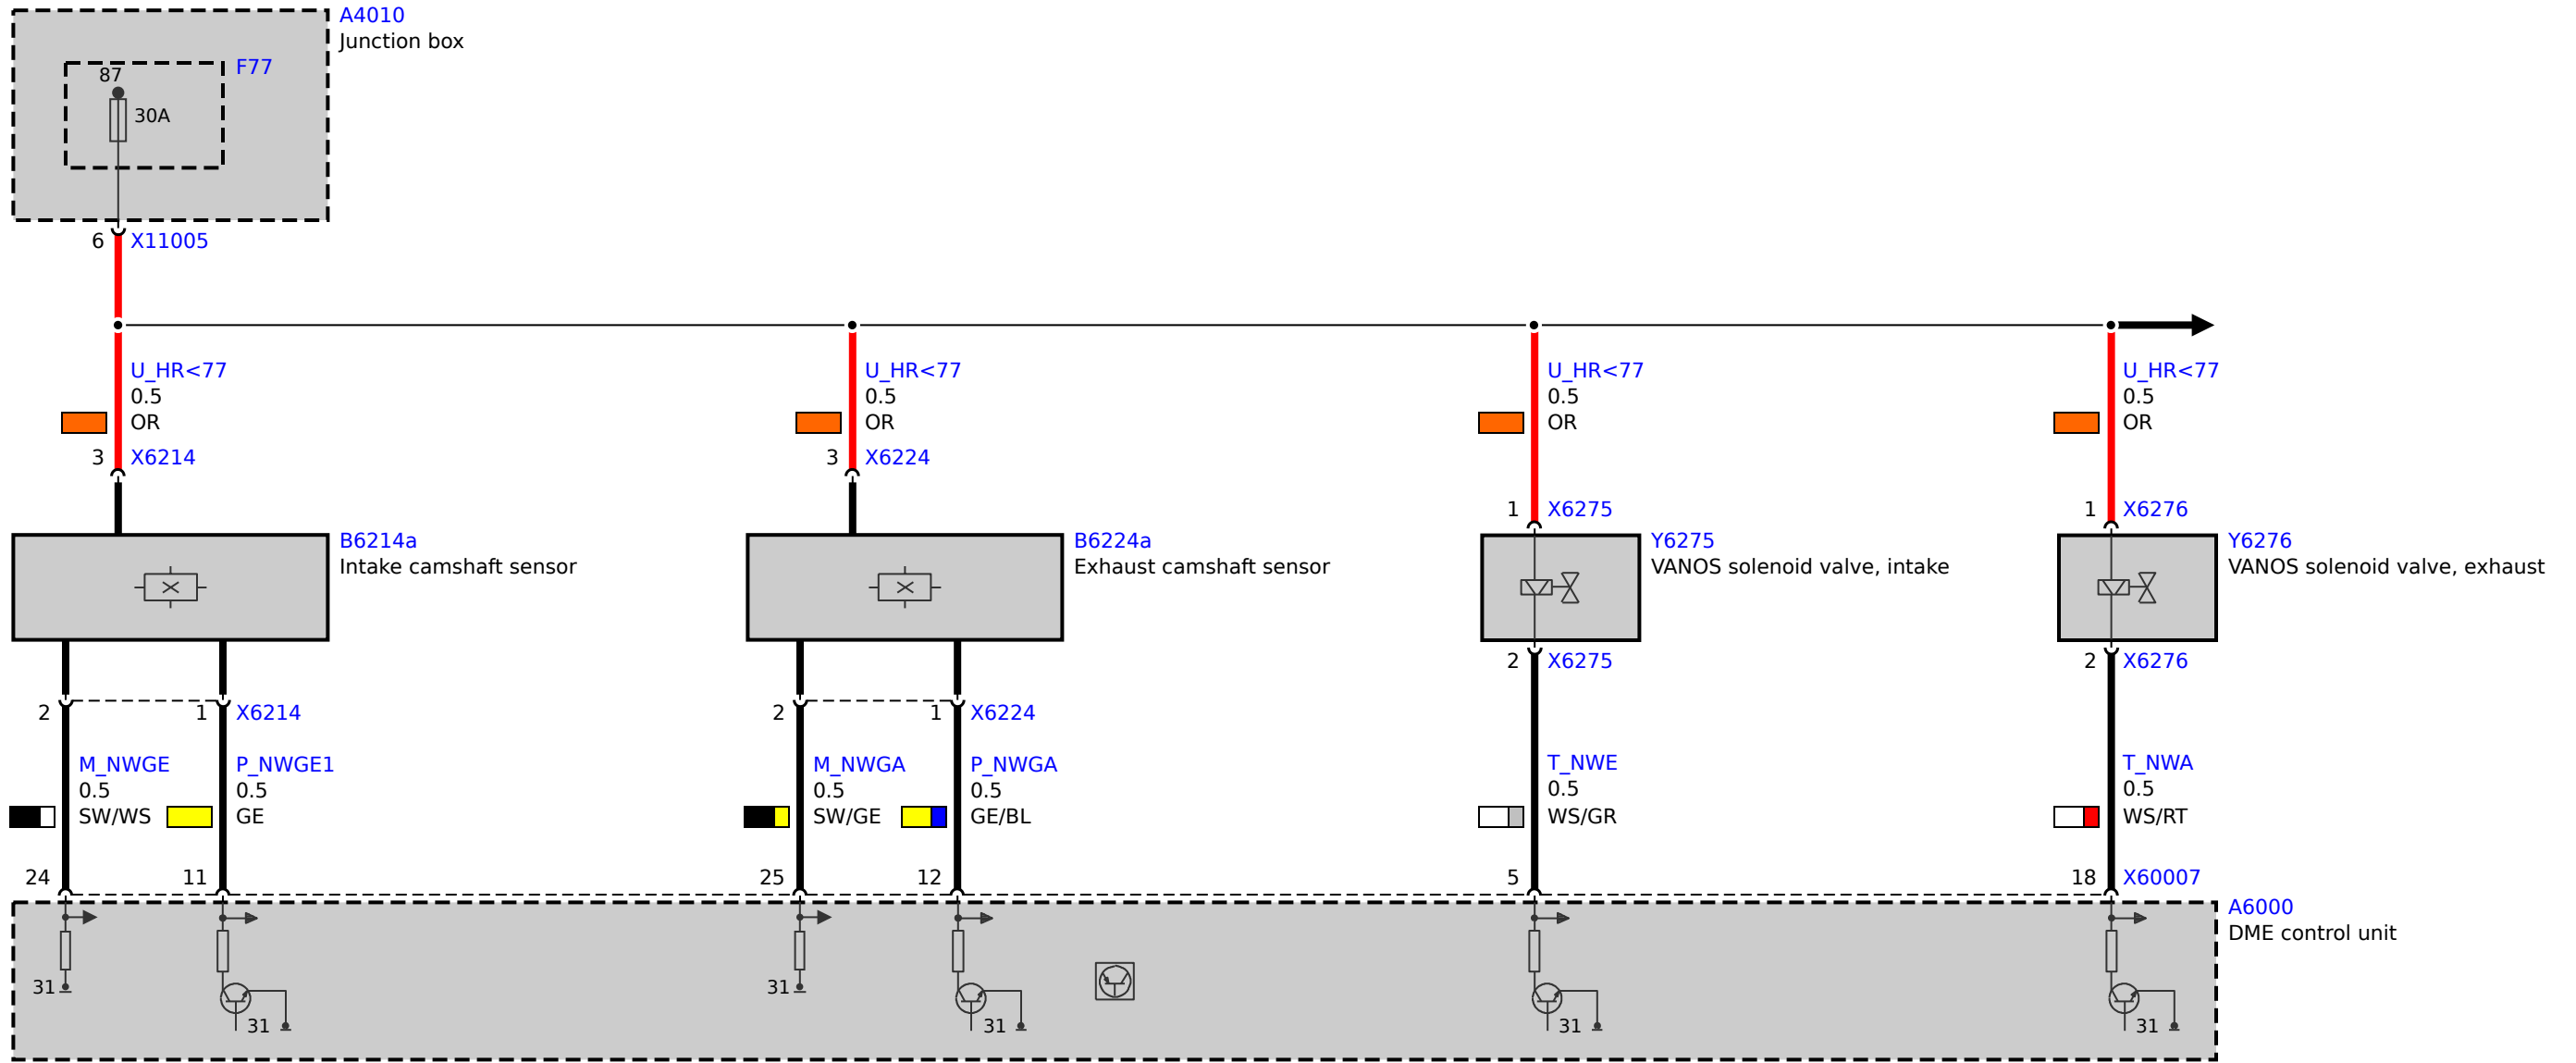 A4010
Junction box
F77
87
30A
6 X11005
U_HR<77
0.5
OR
3 X6214
U_HR<77
0.5
OR
3 X6224
U_HR<77
0.5
OR
1 X6275
U_HR<77
0.5
OR
1 X6276
B6214a
Intake camshaft sensor
B6224a
Exhaust camshaft sensor
Y6275
VANOS solenoid valve, intake
Y6276
VANOS solenoid valve, exhaust
2 1 X6214
2 1 X6224
2 X6275
2 X6276
M_NWGE
0.5
SW/WS
P_NWGE1
0.5
GE
M_NWGA
0.5
SW/GE
P_NWGA
0.5
GE/BL
T_NWE
0.5
WS/GR
T_NWA
0.5
WS/RT
24 11 25 12 5 18 X60007
A6000
DME control unit
31 31 31 31 31 31